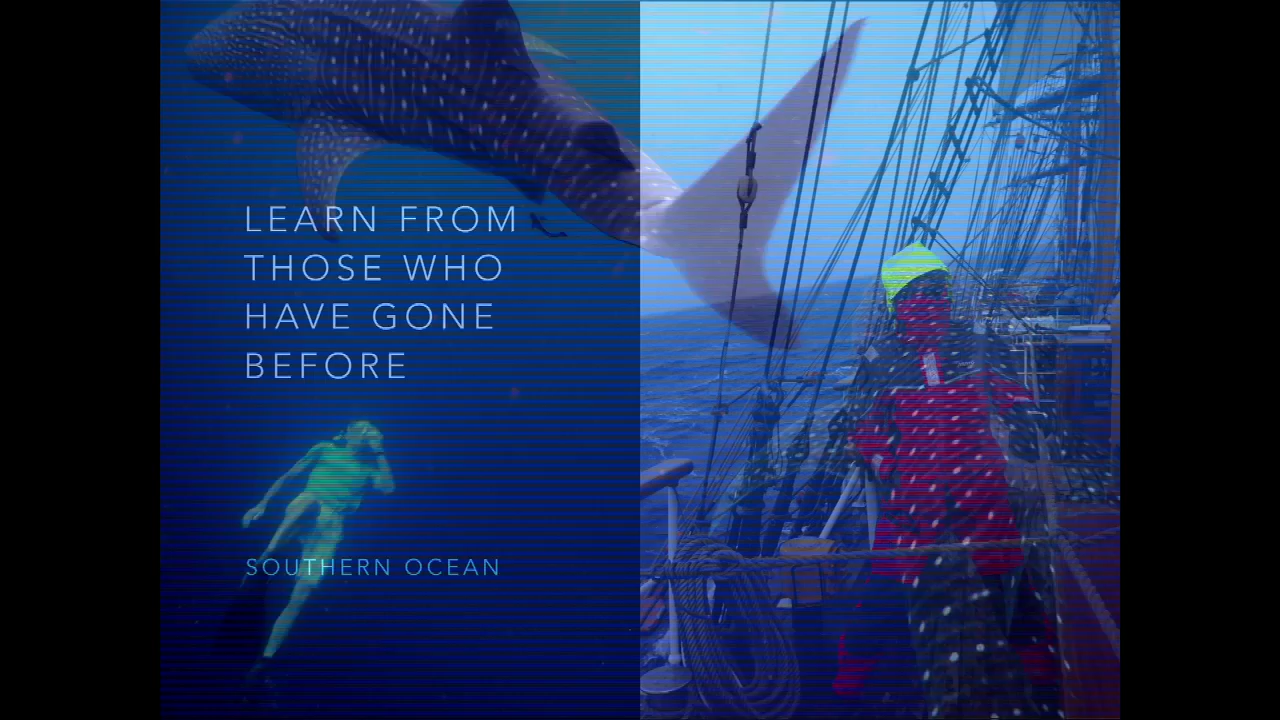 LEARN FROM
THOSE WHO
HAVE GONE
BEFORE
SOUTHERN OCEAN